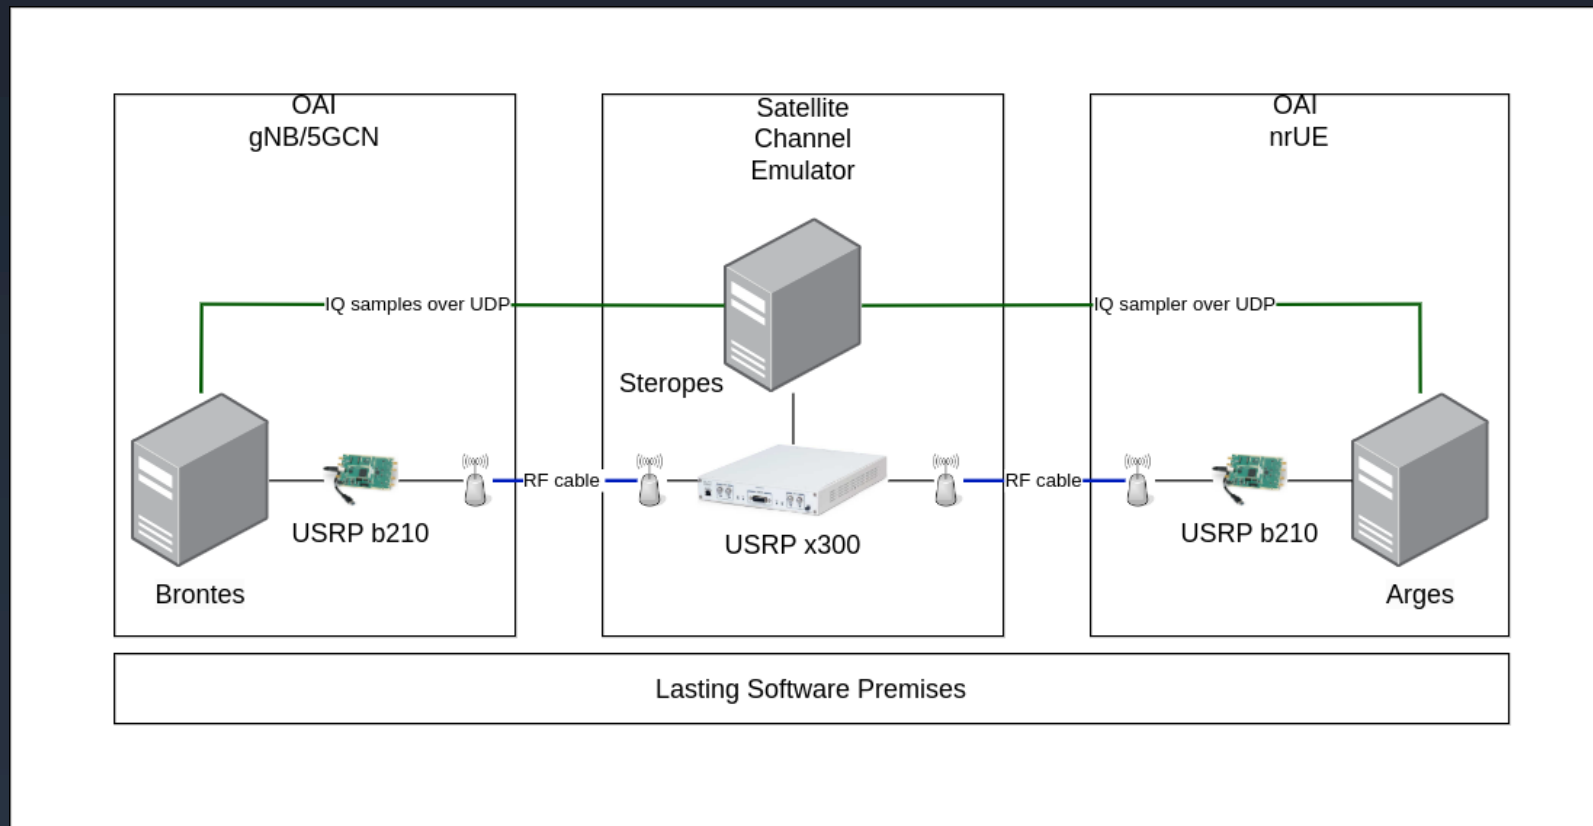 OAI
gNB/5GCN
Satellite
Channel
Emulator
OAI
nrUE
IQ samples over UDP
IQ sampler over UDP
Steropes
RF cable
RF cable
USRP b210
USRP x300
USRP b210
Brontes
Arges
Lasting Software Premises